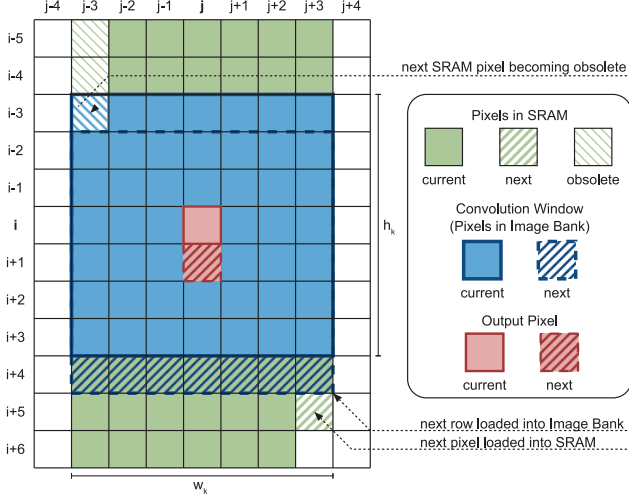 j-4 j-3 j-2 j-1 j j+1 j+2 j+3 j+4
i-5
i-4
i-3
i-2
i-1
i
i+1
i+2
i+3
i+4
i+5
i+6
w_k
h_k
next SRAM pixel becoming obsolete
Pixels in SRAM
current next obsolete
Convolution Window
(Pixels in Image Bank)
current next
Output Pixel
current next
next row loaded into Image Bank
next pixel loaded into SRAM